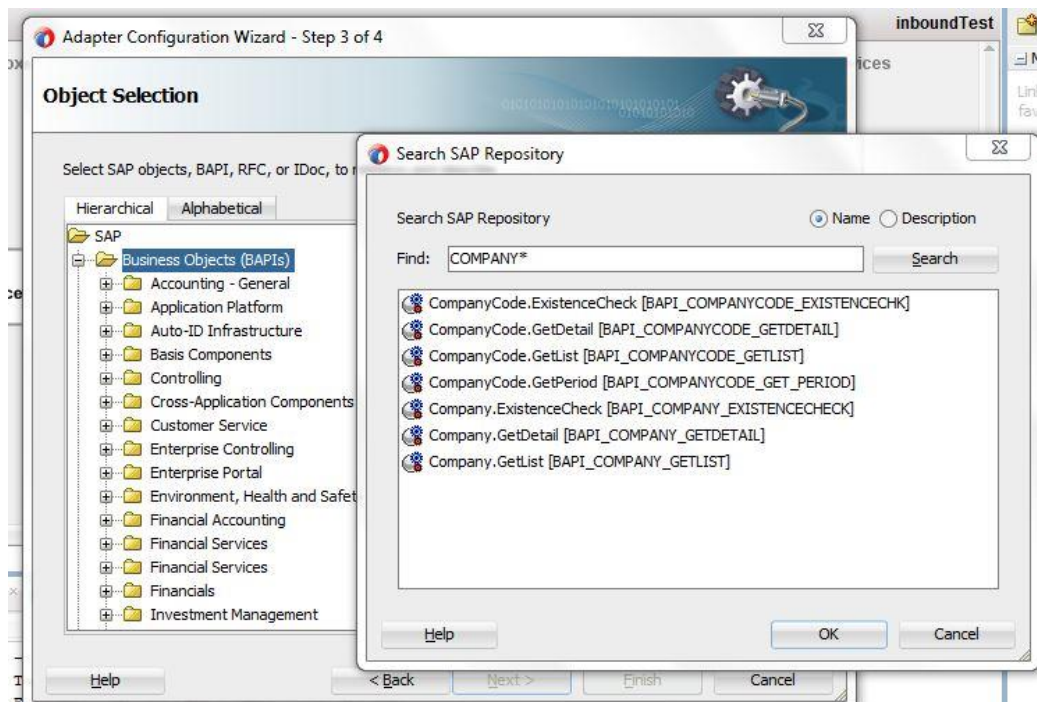 inboundTest
Adapter Configuration Wizard - Step 3 of 4
ices
Object Selection
Select SAP objects, BAPI, RFC, or IDoc, to
Hierarchical Alphabetical
SAP
Business Objects (BAPIs)
Accounting - General
Application Platform
Auto-ID Infrastructure
Basis Components
Controlling
Cross-Application Components
Customer Service
Enterprise Controlling
Enterprise Portal
Environment, Health and Safet
Financial Accounting
Financial Services
Financial Services
Financials
Investment Management
Help < Back Next > Finish Cancel
Search SAP Repository
Search SAP Repository Name Description
Find: COMPANY* Search
CompanyCode.ExistenceCheck [BAPI_COMPANYCODE_EXISTENCECHK]
CompanyCode.GetDetail [BAPI_COMPANYCODE_GETDETAIL]
CompanyCode.GetList [BAPI_COMPANYCODE_GETLIST]
CompanyCode.GetPeriod [BAPI_COMPANYCODE_GET_PERIOD]
Company.ExistenceCheck [BAPI_COMPANY_EXISTENCECHECK]
Company.GetDetail [BAPI_COMPANY_GETDETAIL]
Company.GetList [BAPI_COMPANY_GETLIST]
Help OK Cancel